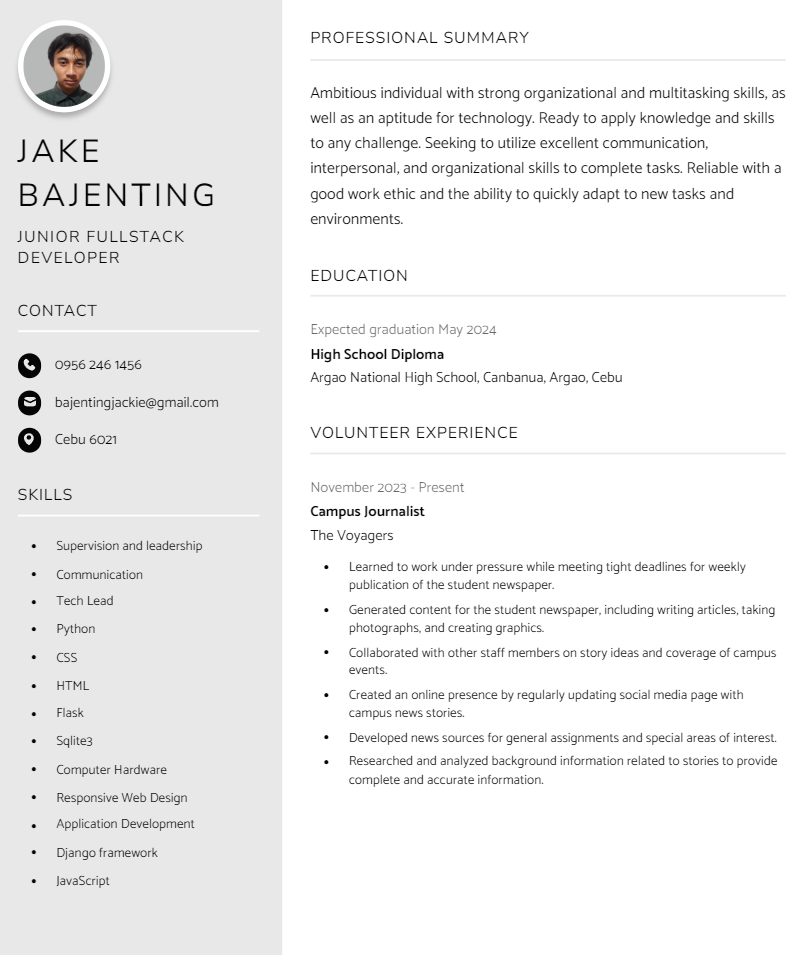 JAKE
BAJENTING
JUNIOR FULLSTACK
DEVELOPER
CONTACT
0956 246 1456
bajentingjackie@gmail.com
Cebu 6021
SKILLS
Supervision and leadership
Communication
Tech Lead
Python
CSS
HTML
Flask
Sqlite3
Computer Hardware
Responsive Web Design
Application Development
Django framework
JavaScript
PROFESSIONAL SUMMARY
Ambitious individual with strong organizational and multitasking skills, as
well as an aptitude for technology. Ready to apply knowledge and skills
to any challenge. Seeking to utilize excellent communication,
interpersonal, and organizational skills to complete tasks. Reliable with a
good work ethic and the ability to quickly adapt to new tasks and
environments.
EDUCATION
Expected graduation May 2024
High School Diploma
Argao National High School, Canbanua, Argao, Cebu
VOLUNTEER EXPERIENCE
November 2023 - Present
Campus Journalist
The Voyagers
Learned to work under pressure while meeting tight deadlines for weekly
publication of the student newspaper.
Generated content for the student newspaper, including writing articles, taking
photographs, and creating graphics.
Collaborated with other staff members on story ideas and coverage of campus
events.
Created an online presence by regularly updating social media page with
campus news stories.
Developed news sources for general assignments and special areas of interest.
Researched and analyzed background information related to stories to provide
complete and accurate information.